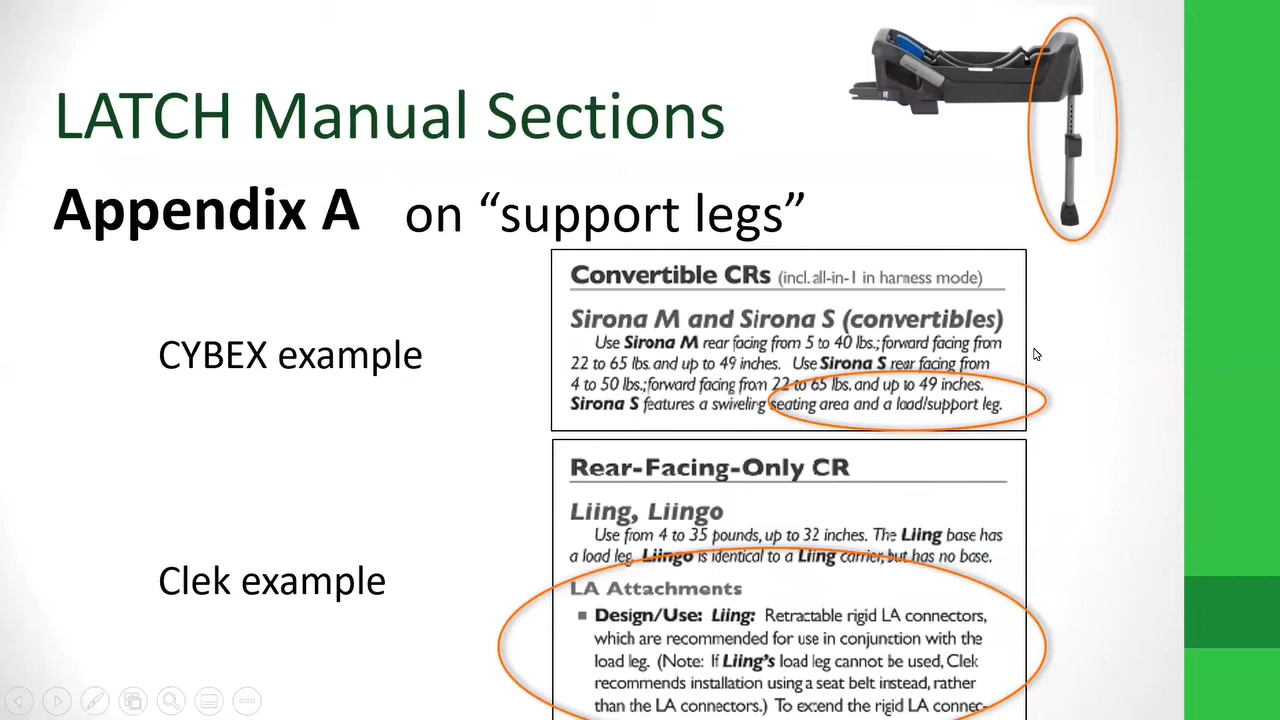 LATCH Manual Sections
Appendix A on “support legs”
Convertible CRs (incl. all-in-1 in harness mode)
Sirona M and Sirona S (convertibles)
Use Sirona M rear facing from 5 to 40 lbs.; forward facing from
22 to 65 lbs. and up to 49 inches. Use Sirona S rear facing from
4 to 50 lbs.; forward facing from 22 to 65 lbs. and up to 49 inches.
Sirona S features a swiveling seating area and a load/support leg.
CYBEX example
Rear-Facing-Only CR
Liing, Liingo
Use from 4 to 35 pounds, up to 32 inches. The Liing base has
a load leg. Liingo is identical to a Liing carrier, but has no base.
LA Attachments
Design/Use: Liing: Retractable rigid LA connectors,
which are recommended for use in conjunction with the
load leg. (Note: If Liing's load leg cannot be used, Clek
recommends installation using a seat belt instead, rather
than the LA connectors.) To extend the rigid LA connec-
Clek example